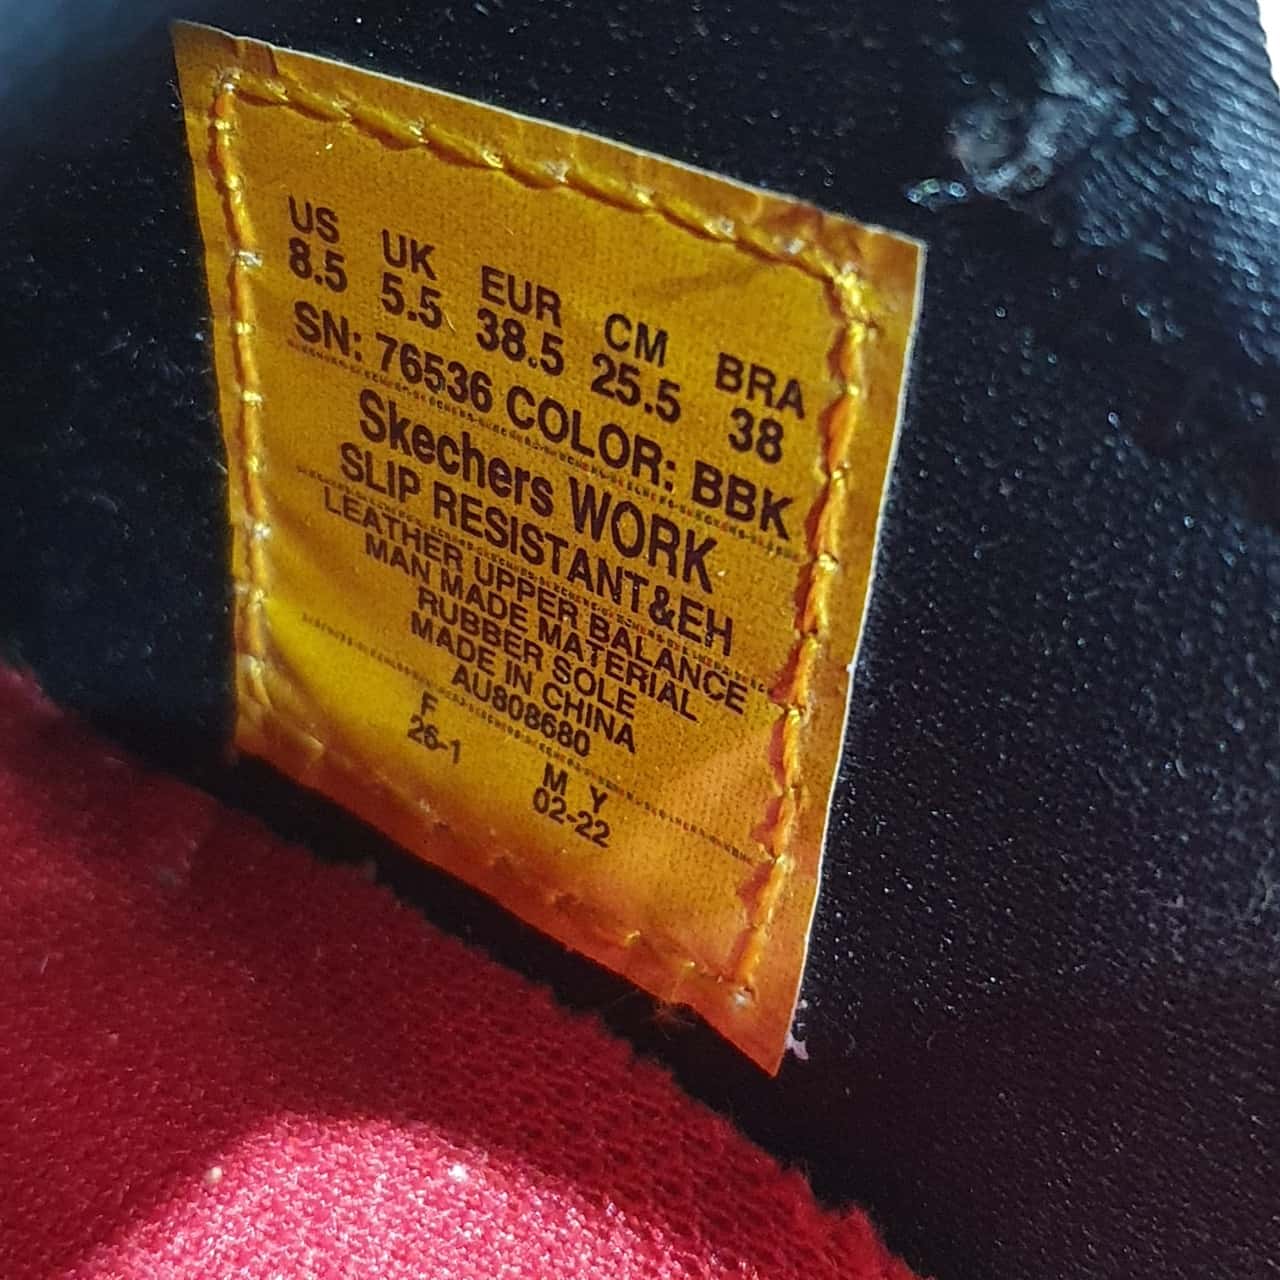 US UK EUR CM BRA
8.5 5.5 38.5 25.5 38
SN: 76536 COLOR: BBK
Skechers WORK
SLIP RESISTANT&EH
LEATHER UPPER BALANCE
MAN MADE MATERIAL
RUBBER SOLE
MADE IN CHINA
AU808680
F M Y
26-1 02-22